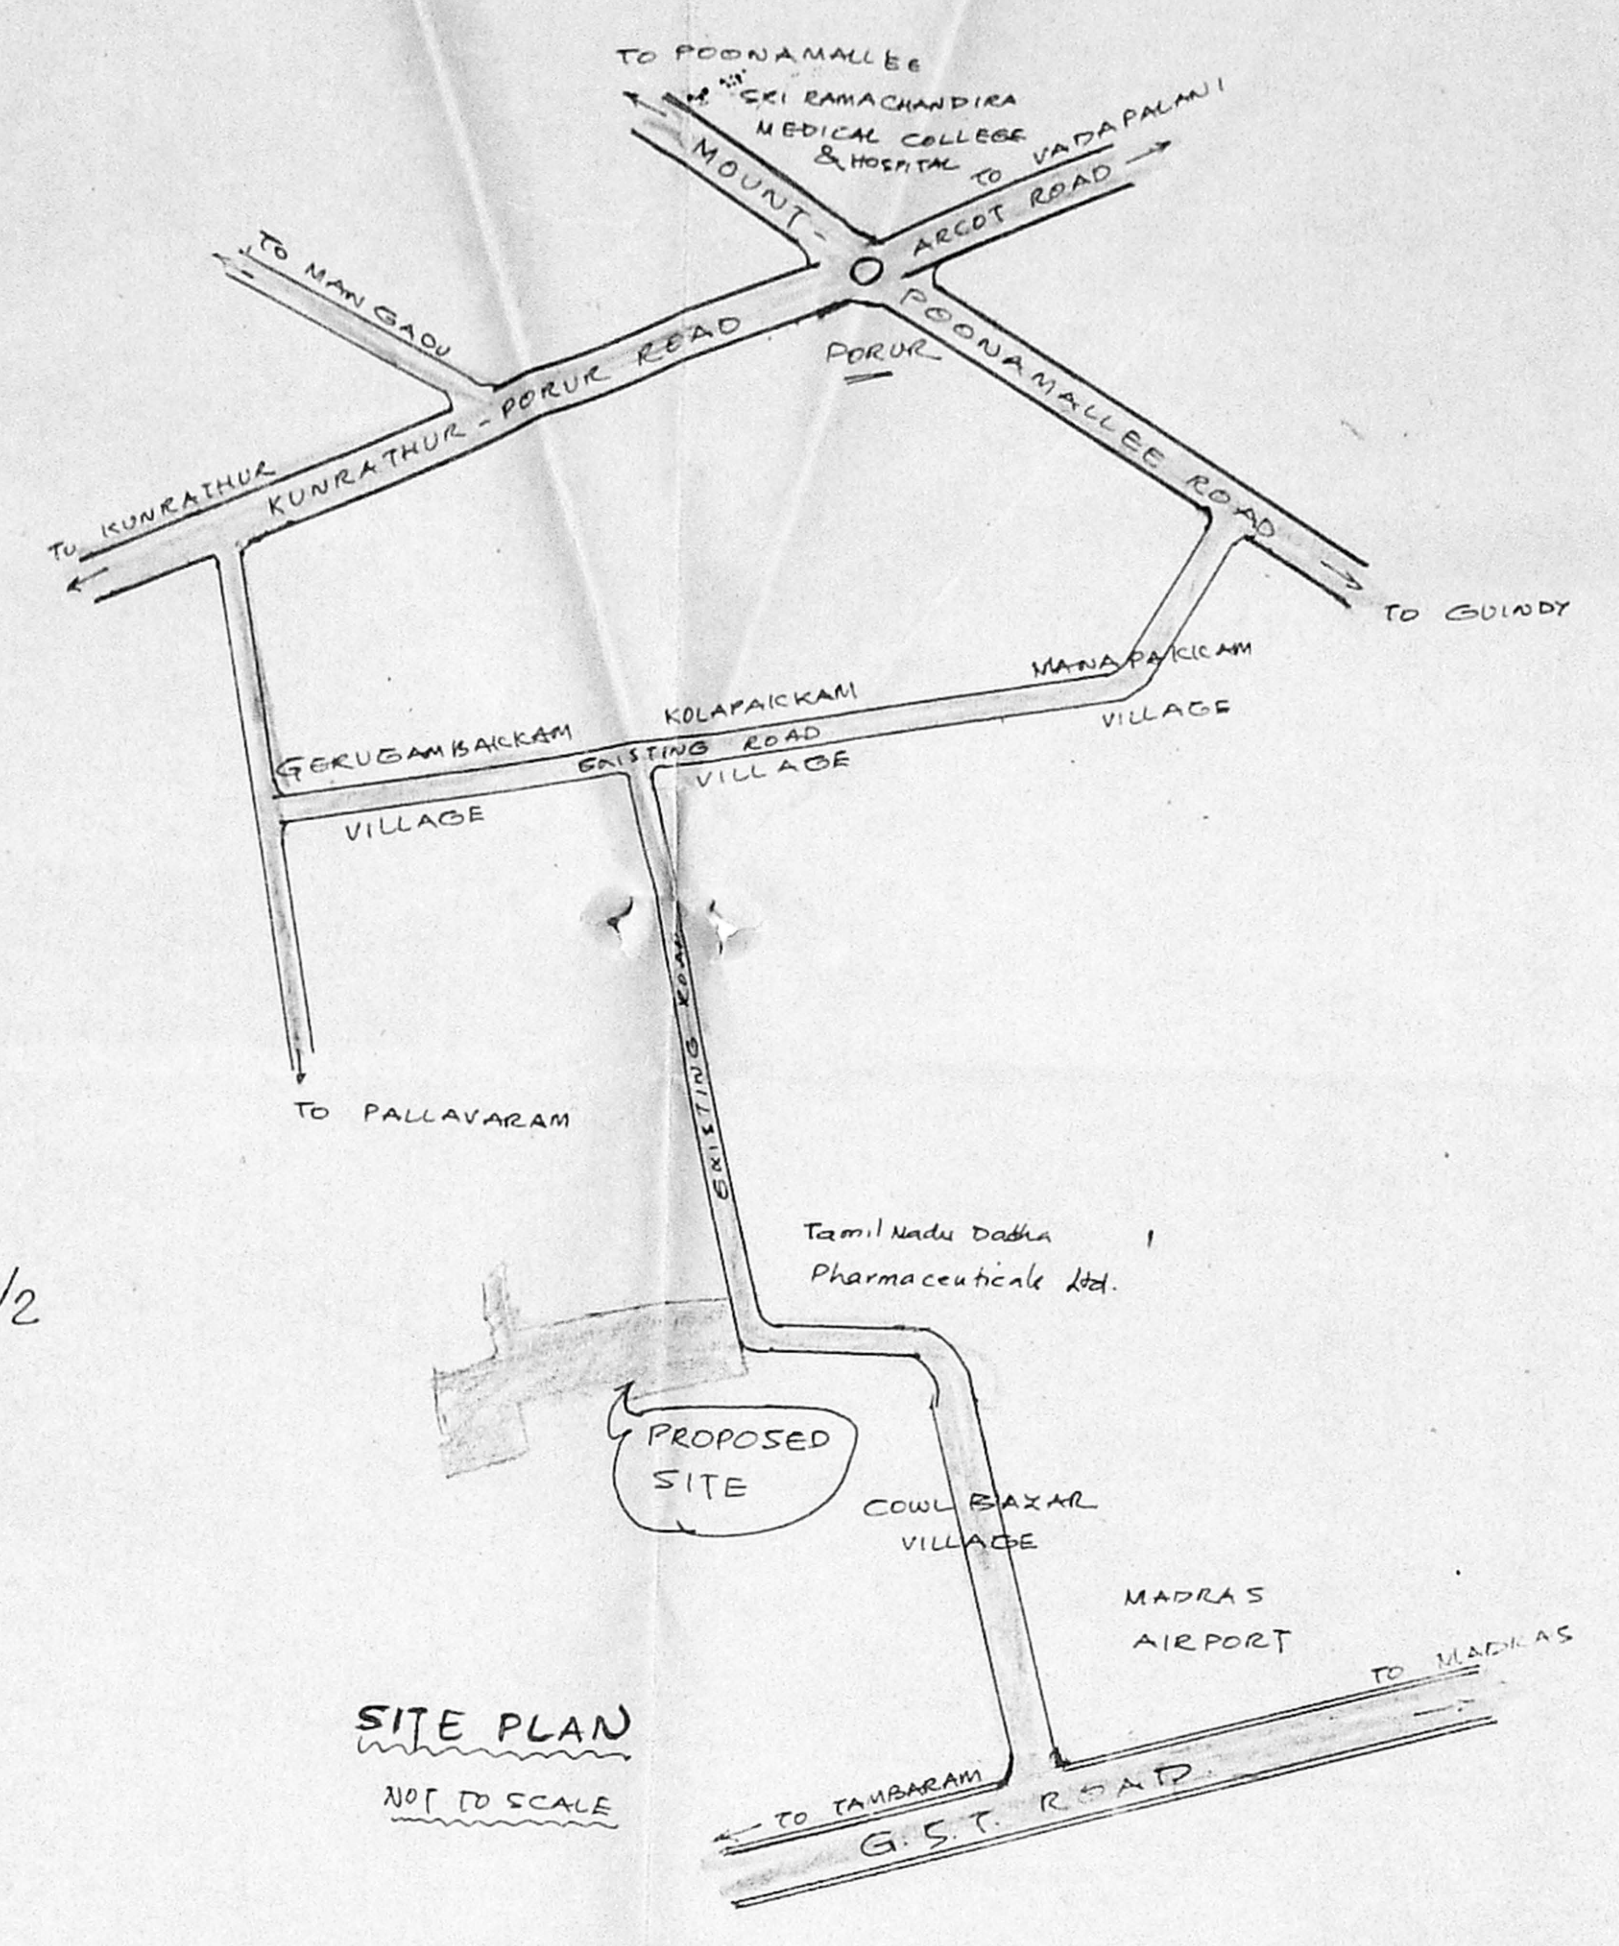 TO POONAMALLEE
SRI RAMACHANDIRA
MEDICAL COLLEGE
& HOSPITAL
TO VADAPALANI
MOUNT -
ARCOT ROAD
TO MANGADU
POONAMALLEE ROAD
PORUR
KUNRATHUR - PORUR ROAD
TO KUNRATHUR
TO GUINDY
MANAPAKKAM
VILLAGE
KOLAPAKKAM
VILLAGE
EXISTING ROAD
GERUGAMBAKKAM
VILLAGE
EXISTING ROAD
TO PALLAVARAM
Tamil Nadu Dadha
Pharmaceuticals Ltd.
/2
PROPOSED
SITE
COWL BAZAR
VILLAGE
MADRAS
AIRPORT
TO MADRAS
SITE PLAN
NOT TO SCALE
TO TAMBARAM
G.S.T. ROAD.